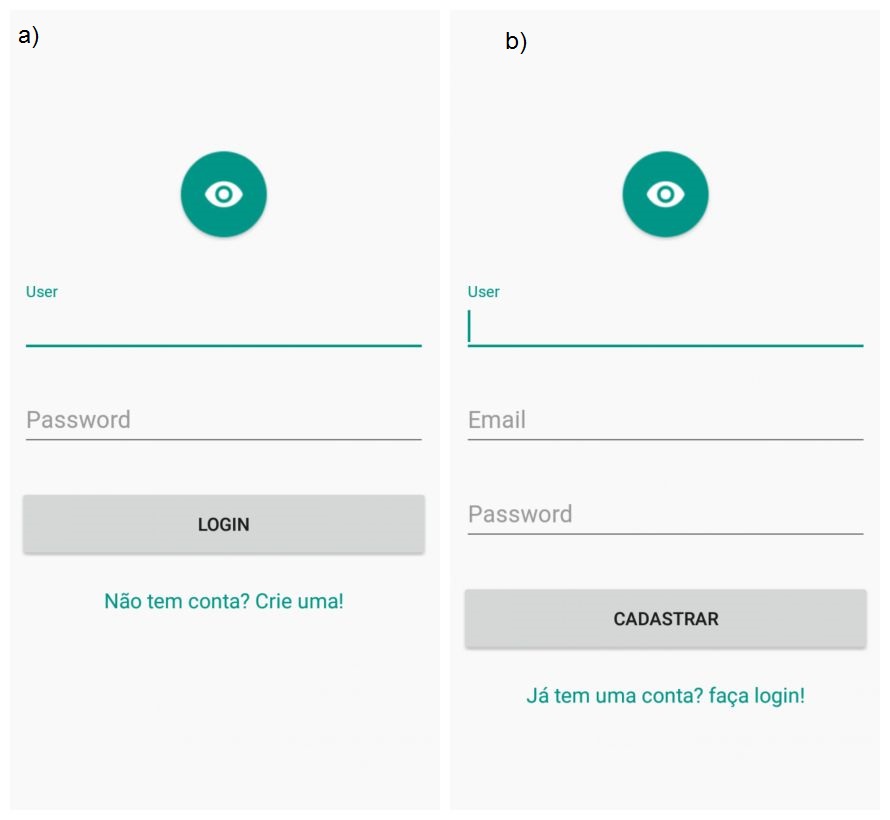 a)
User
Password
LOGIN
Não tem conta? Crie uma!
b)
User
Email
Password
CADASTRAR
Já tem uma conta? faça login!